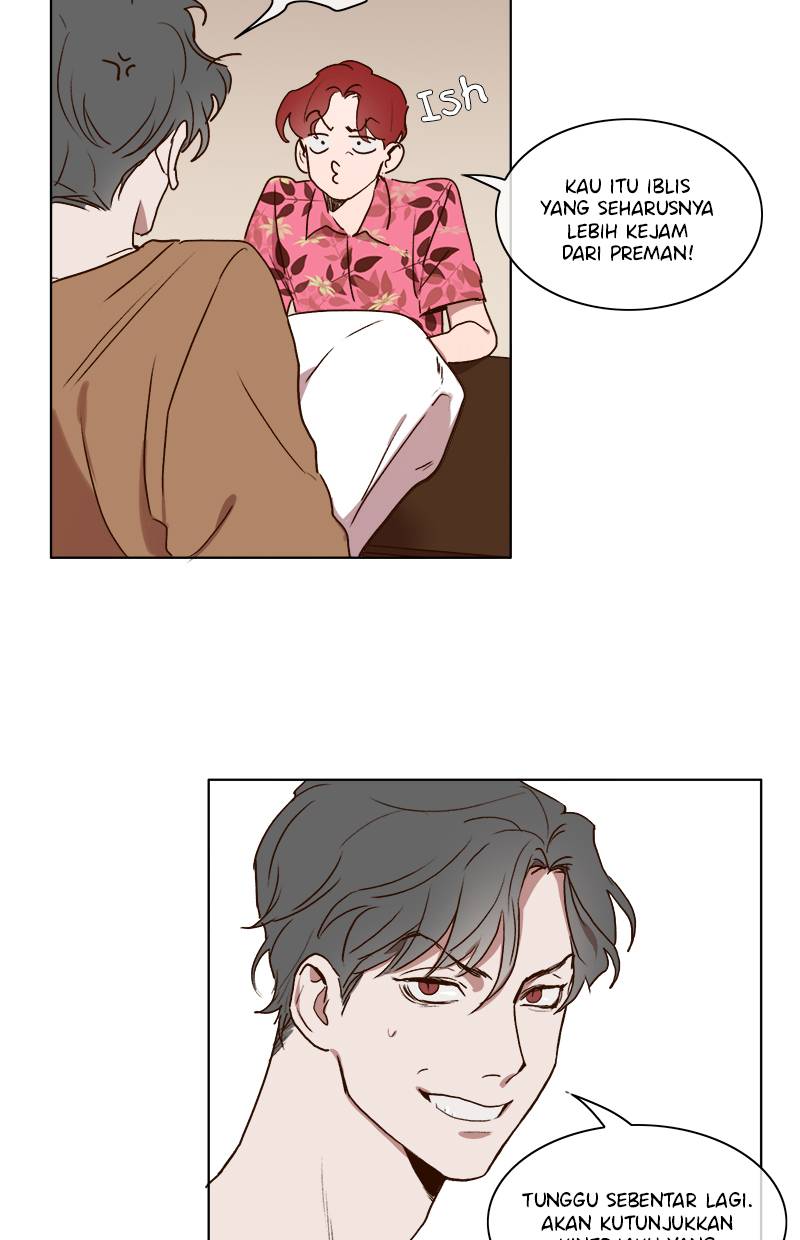 Ish
KAU ITU IBLIS
YANG SEHARUSNYA
LEBIH KEJAM
DARI PREMAN!
TUNGGU SEBENTAR LAGI.
AKAN KUTUNJUKKAN